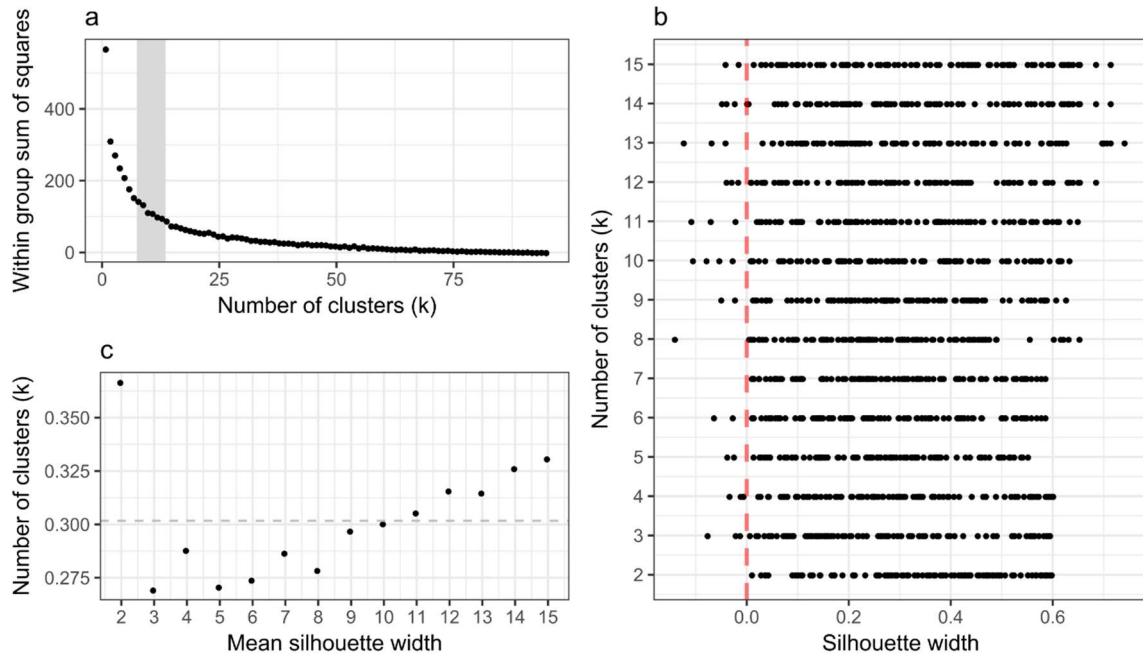 a
Within group sum of squares
400
200
0
0
25
50
75
Number of clusters (k)
c
Number of clusters (k)
0.350
0.325
0.300
0.275
2 3 4 5 6 7 8 9 10 11 12 13 14 15
Mean silhouette width
b
Number of clusters (k)
15
14
13
12
11
10
9
8
7
6
5
4
3
2
0.0 0.2 0.4 0.6
Silhouette width